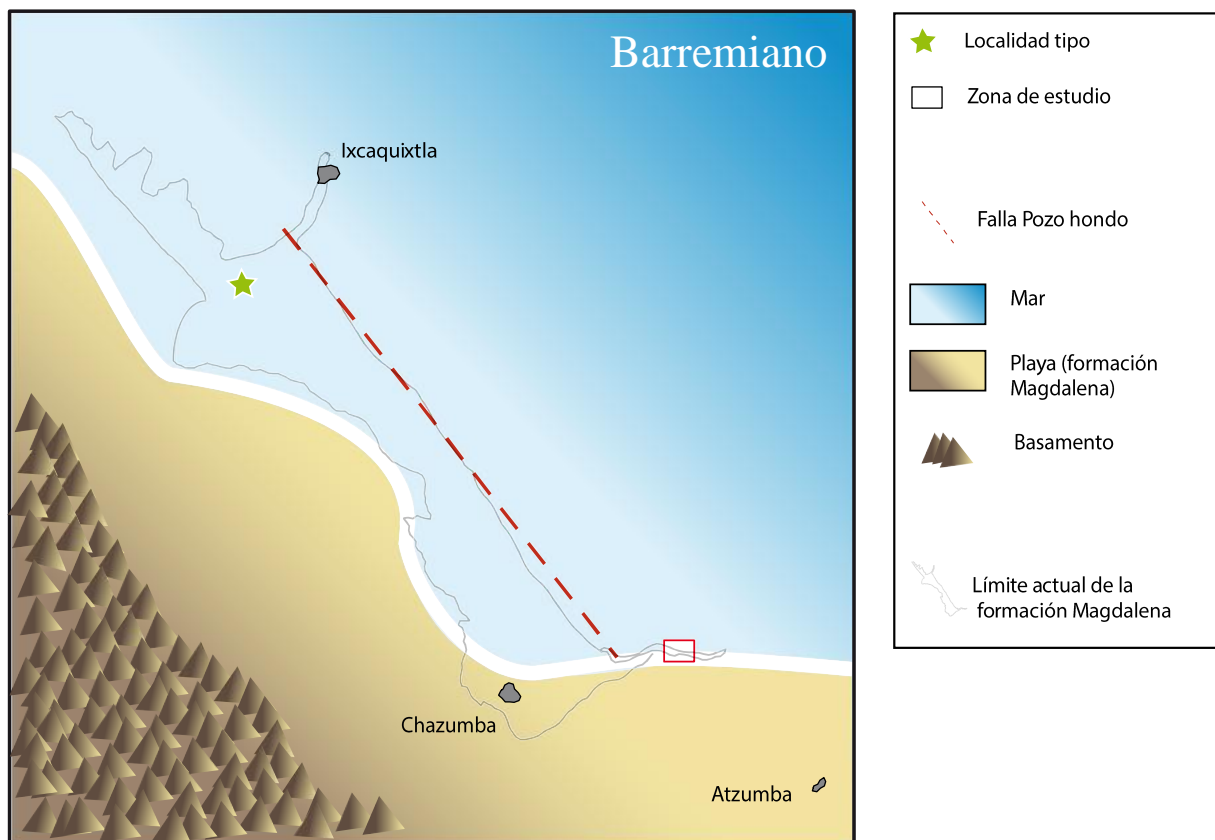 Barremiano
Ixcaquixtla
Chazumba
Atzumba
Localidad tipo
Zona de estudio
Falla Pozo hondo
Mar
Playa (formación
Magdalena)
Basamento
Límite actual de la
formación Magdalena